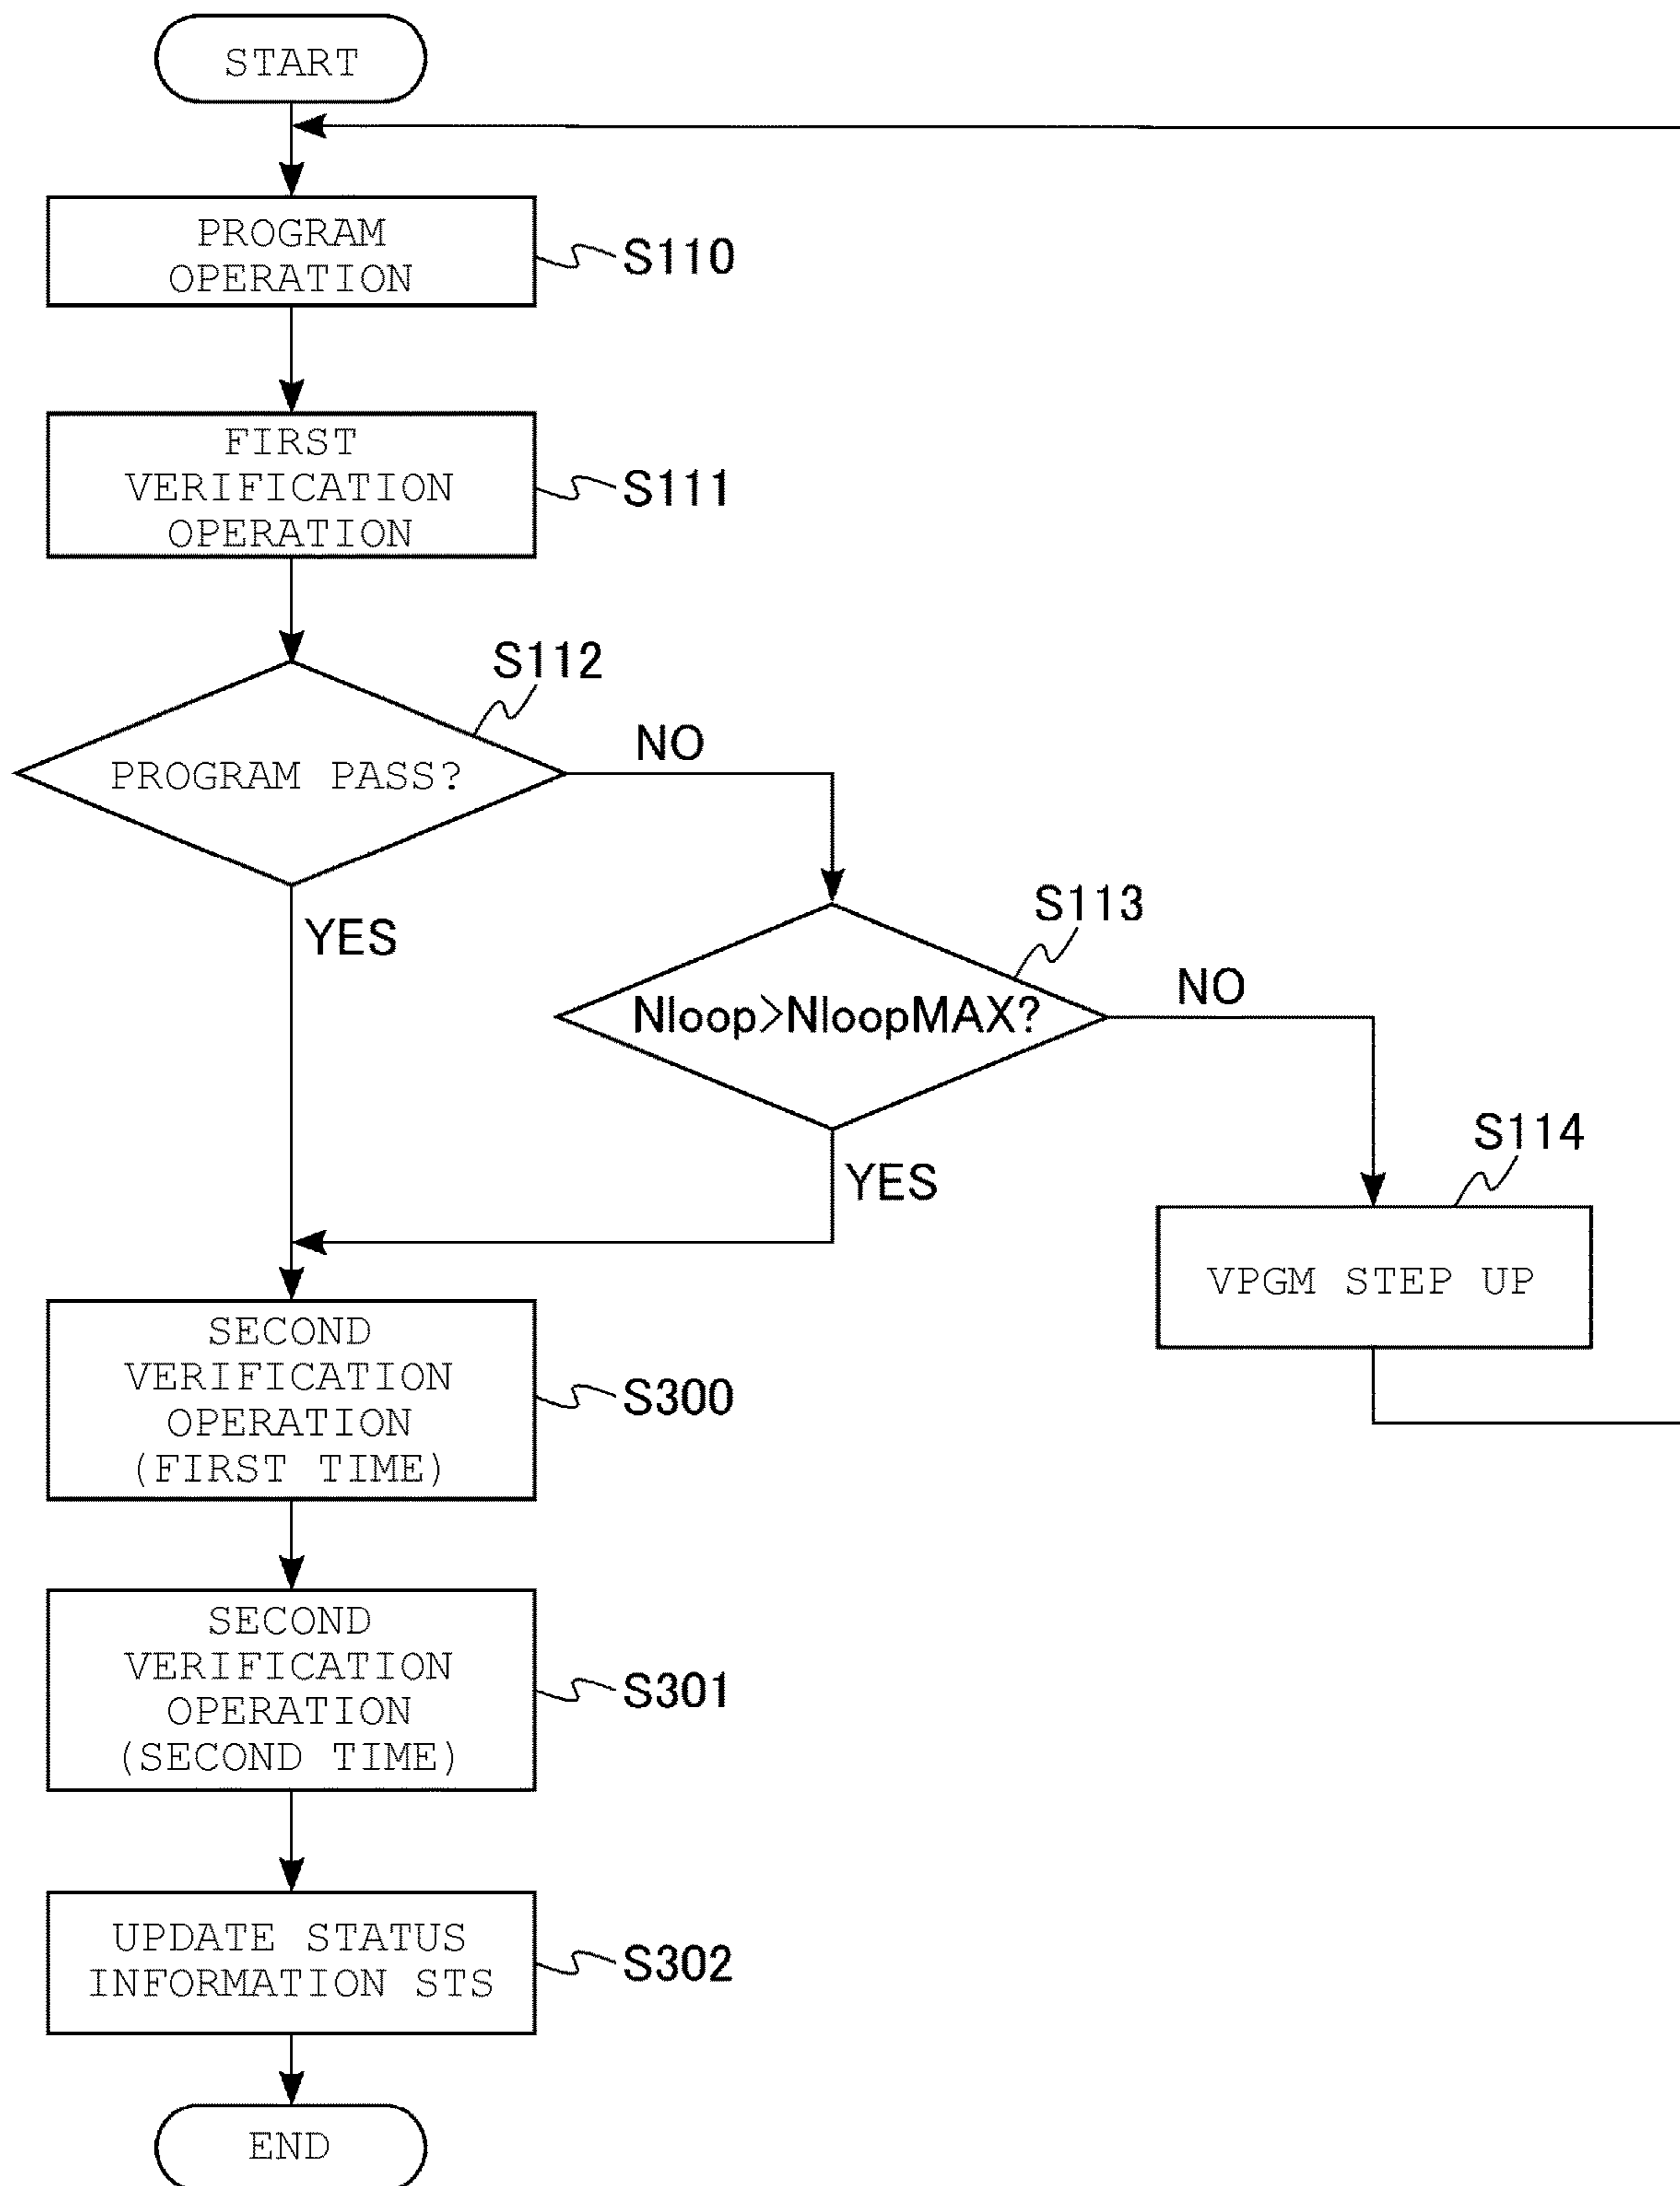 START
PROGRAM
OPERATION
S110
FIRST
VERIFICATION
OPERATION
S111
S112
PROGRAM PASS?
NO
YES
S113
Nloop>NloopMAX?
NO
YES
S114
VPGM STEP UP
SECOND
VERIFICATION
OPERATION
(FIRST TIME)
S300
SECOND
VERIFICATION
OPERATION
(SECOND TIME)
S301
UPDATE STATUS
INFORMATION STS
S302
END